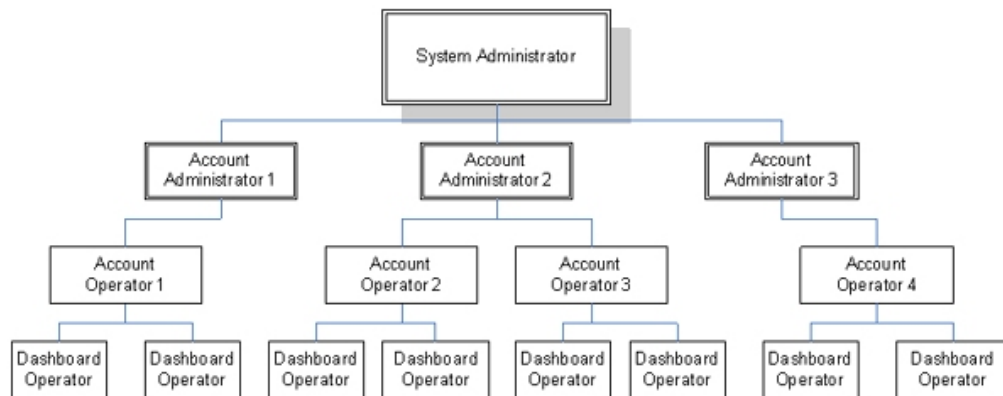 System Administrator
Account
Administrator 1
Account
Administrator 2
Account
Administrator 3
Account
Operator 1
Account
Operator 2
Account
Operator 3
Account
Operator 4
Dashboard
Operator
Dashboard
Operator
Dashboard
Operator
Dashboard
Operator
Dashboard
Operator
Dashboard
Operator
Dashboard
Operator
Dashboard
Operator